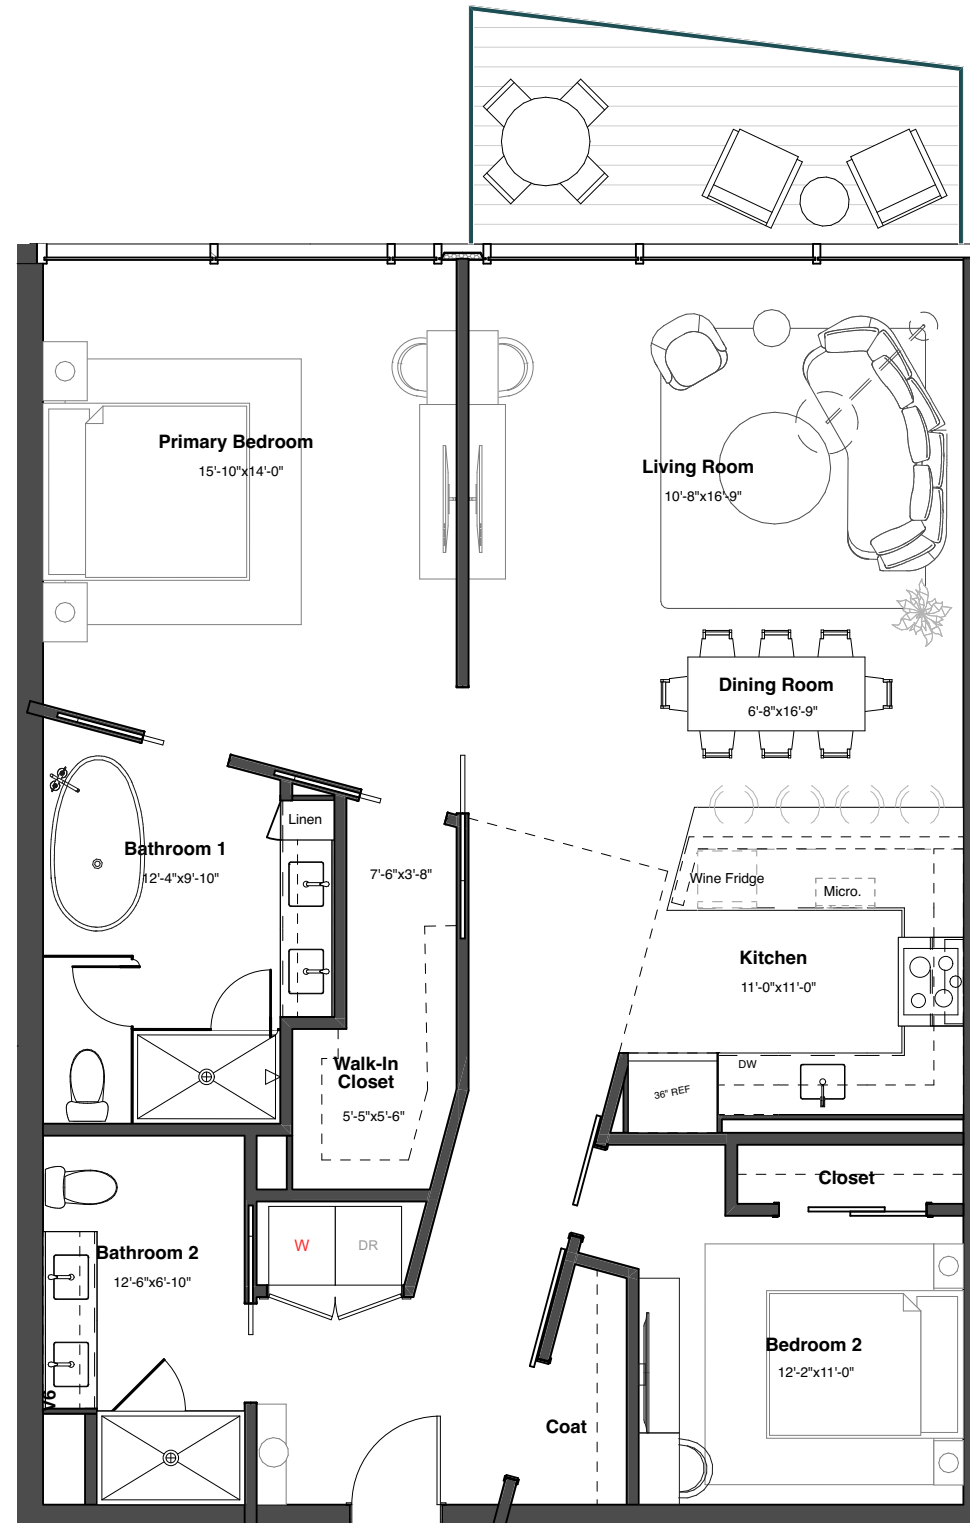 Primary Bedroom
15'-10"x14'-0"
Living Room
10'-8"x16'-9"
Dining Room
6'-8"x16'-9"
Linen
Bathroom 1
12'-4"x9'-10"
7'-6"x3'-8"
Wine Fridge
Micro.
Kitchen
11'-0"x11'-0"
Walk-In
Closet
5'-5"x5'-6"
DW
36" REF
Closet
W
DR
Bathroom 2
12'-6"x6'-10"
Bedroom 2
12'-2"x11'-0"
Coat